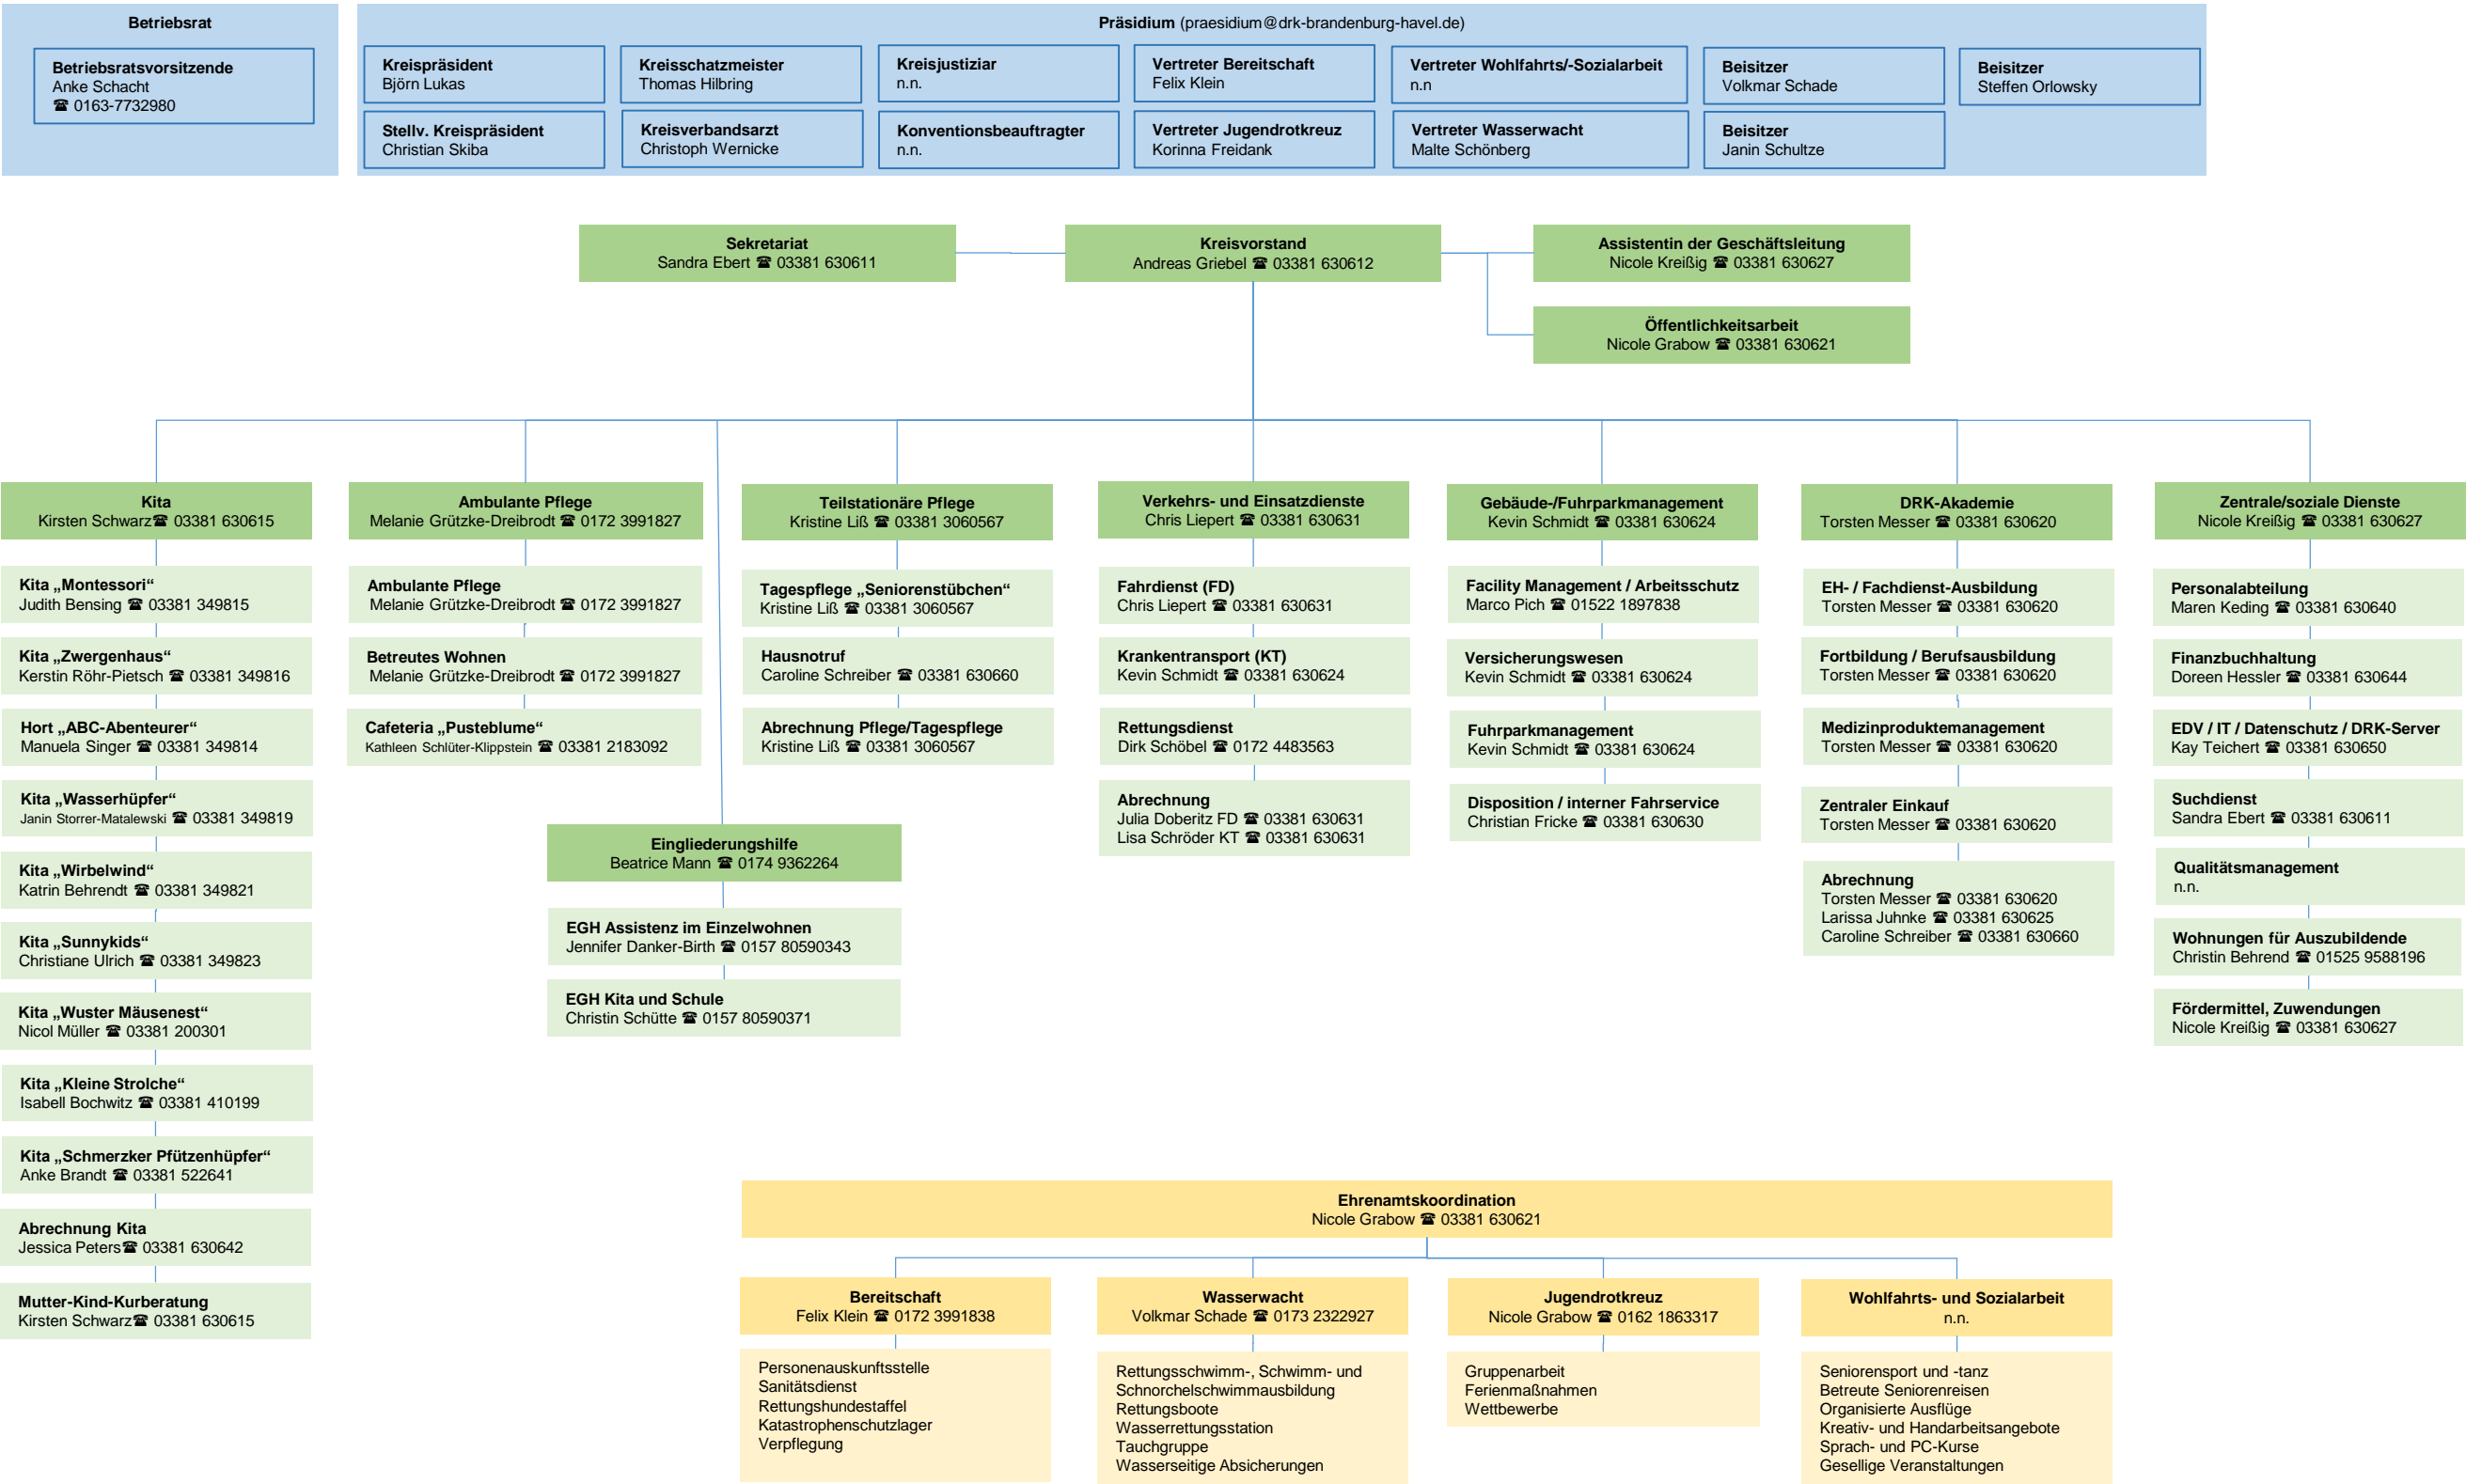 Betriebsrat
Betriebsratsvorsitzende
Anke Schacht
☎ 0163-7732980
Präsidium (praesidium@drk-brandenburg-havel.de)
Kreispräsident
Björn Lukas
Kreisschatzmeister
Thomas Hilbring
Kreisjustiziar
n.n.
Vertreter Bereitschaft
Felix Klein
Vertreter Wohlfahrts/-Sozialarbeit
n.n
Beisitzer
Volkmar Schade
Beisitzer
Steffen Orlowsky
Stellv. Kreispräsident
Christian Skiba
Kreisverbandsarzt
Christoph Wernicke
Konventionsbeauftragter
n.n.
Vertreter Jugendrotkreuz
Korinna Freidank
Vertreter Wasserwacht
Malte Schönberg
Beisitzer
Janin Schultze
Sekretariat
Sandra Ebert ☎ 03381 630611
Kreisvorstand
Andreas Griebel ☎ 03381 630612
Assistentin der Geschäftsleitung
Nicole Kreißig ☎ 03381 630627
Öffentlichkeitsarbeit
Nicole Grabow ☎ 03381 630621
Kita
Kirsten Schwarz☎ 03381 630615
Kita „Montessori“
Judith Bensing ☎ 03381 349815
Kita „Zwergenhaus“
Kerstin Röhr-Pietsch ☎ 03381 349816
Hort „ABC-Abenteurer“
Manuela Singer ☎ 03381 349814
Kita „Wasserhüpfer“
Janin Storrer-Matalewski ☎ 03381 349819
Kita „Wirbelwind“
Katrin Behrendt ☎ 03381 349821
Kita „Sunnykids“
Christiane Ulrich ☎ 03381 349823
Kita „Wuster Mäusenest“
Nicol Müller ☎ 03381 200301
Kita „Kleine Strolche“
Isabell Bochwitz ☎ 03381 410199
Kita „Schmerzker Pfützenhüpfer“
Anke Brandt ☎ 03381 522641
Abrechnung Kita
Jessica Peters☎ 03381 630642
Mutter-Kind-Kurberatung
Kirsten Schwarz☎ 03381 630615
Ambulante Pflege
Melanie Grützke-Dreibrodt ☎ 0172 3991827
Ambulante Pflege
Melanie Grützke-Dreibrodt ☎ 0172 3991827
Betreutes Wohnen
Melanie Grützke-Dreibrodt ☎ 0172 3991827
Cafeteria „Pusteblume“
Kathleen Schlüter-Klippstein ☎ 03381 2183092
Eingliederungshilfe
Beatrice Mann ☎ 0174 9362264
EGH Assistenz im Einzelwohnen
Jennifer Danker-Birth ☎ 0157 80590343
EGH Kita und Schule
Christin Schütte ☎ 0157 80590371
Teilstationäre Pflege
Kristine Liß ☎ 03381 3060567
Tagespflege „Seniorenstübchen“
Kristine Liß ☎ 03381 3060567
Hausnotruf
Caroline Schreiber ☎ 03381 630660
Abrechnung Pflege/Tagespflege
Kristine Liß ☎ 03381 3060567
Verkehrs- und Einsatzdienste
Chris Liepert ☎ 03381 630631
Fahrdienst (FD)
Chris Liepert ☎ 03381 630631
Krankentransport (KT)
Kevin Schmidt ☎ 03381 630624
Rettungsdienst
Dirk Schöbel ☎ 0172 4483563
Abrechnung
Julia Doberitz FD ☎ 03381 630631
Lisa Schröder KT ☎ 03381 630631
Gebäude-/Fuhrparkmanagement
Kevin Schmidt ☎ 03381 630624
Facility Management / Arbeitsschutz
Marco Pich ☎ 01522 1897838
Versicherungswesen
Kevin Schmidt ☎ 03381 630624
Fuhrparkmanagement
Kevin Schmidt ☎ 03381 630624
Disposition / interner Fahrservice
Christian Fricke ☎ 03381 630630
DRK-Akademie
Torsten Messer ☎ 03381 630620
EH- / Fachdienst-Ausbildung
Torsten Messer ☎ 03381 630620
Fortbildung / Berufsausbildung
Torsten Messer ☎ 03381 630620
Medizinproduktemanagement
Torsten Messer ☎ 03381 630620
Zentraler Einkauf
Torsten Messer ☎ 03381 630620
Abrechnung
Torsten Messer ☎ 03381 630620
Larissa Juhnke ☎ 03381 630625
Caroline Schreiber ☎ 03381 630660
Zentrale/soziale Dienste
Nicole Kreißig ☎ 03381 630627
Personalabteilung
Maren Keding ☎ 03381 630640
Finanzbuchhaltung
Doreen Hessler ☎ 03381 630644
EDV / IT / Datenschutz / DRK-Server
Kay Teichert ☎ 03381 630650
Suchdienst
Sandra Ebert ☎ 03381 630611
Qualitätsmanagement
n.n.
Wohnungen für Auszubildende
Christin Behrend ☎ 01525 9588196
Fördermittel, Zuwendungen
Nicole Kreißig ☎ 03381 630627
Ehrenamtskoordination
Nicole Grabow ☎ 03381 630621
Bereitschaft
Felix Klein ☎ 0172 3991838
Personenauskunftsstelle
Sanitätsdienst
Rettungshundestaffel
Katastrophenschutzlager
Verpflegung
Wasserwacht
Volkmar Schade ☎ 0173 2322927
Rettungsschwimm-, Schwimm- und
Schnorchelschwimmausbildung
Rettungsboote
Wasserrettungsstation
Tauchgruppe
Wasserseitige Absicherungen
Jugendrotkreuz
Nicole Grabow ☎ 0162 1863317
Gruppenarbeit
Ferienmaßnahmen
Wettbewerbe
Wohlfahrts- und Sozialarbeit
n.n.
Seniorensport und -tanz
Betreute Seniorenreisen
Organisierte Ausflüge
Kreativ- und Handarbeitsangebote
Sprach- und PC-Kurse
Gesellige Veranstaltungen